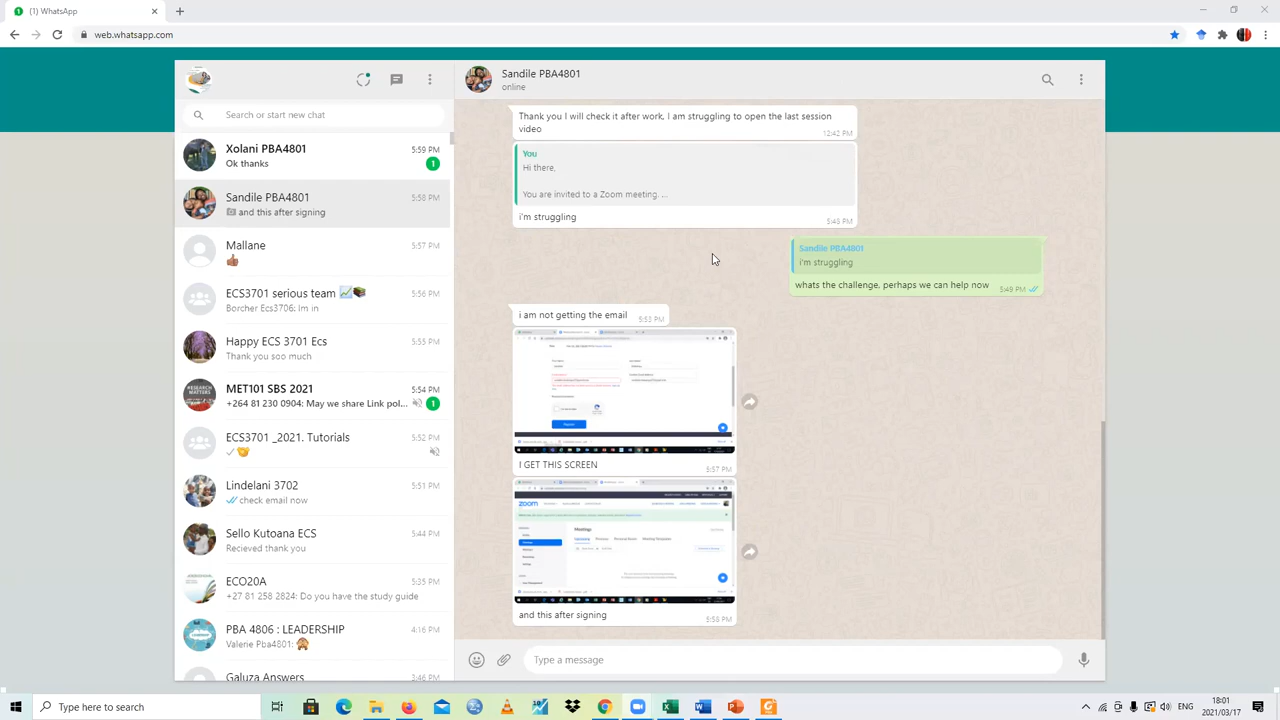 (1) WhatsApp
web.whatsapp.com
Search or start new chat
Xolani PBA4801 5:59 PM
Ok thanks 1
Sandile PBA4801 5:58 PM
and this after signing
Mallane 5:57 PM
ECS3701 serious team 5:56 PM
Borcher Ecs3706: Im in
Happy ECS 3701 Ecs 5:55 PM
Thank you soo much
MET101 SBS 2021 5:54 PM
+264 81 230 0904: May we share Link pol... 1
ECS3701 _2021. Tutorials 5:52 PM
Lindelani 3702 5:51 PM
check email now
Sello Kutoana ECS 5:44 PM
Recieved thank you
ECO20A 5:35 PM
+27 81 258 2824: Do you have the study guide
PBA 4806 : LEADERSHIP 4:16 PM
Valene Pba4801:
Galuza Answers 3:46 PM
Sandile PBA4801
online
Thank you I will check it after work, I am struggling to open the last session
video 12:42 PM
You
Hi there,
You are invited to a Zoom meeting. ...
i'm struggling 5:43 PM
Sandile PBA4801
i'm struggling
whats the challenge, perhaps we can help now 5:49 PM
i am not getting the email 5:53 PM
Register
I GET THIS SCREEN 5:57 PM
zoom
Meetings
and this after signing 5:58 PM
Type a message
Type here to search
ENG
18:01
2021/03/17